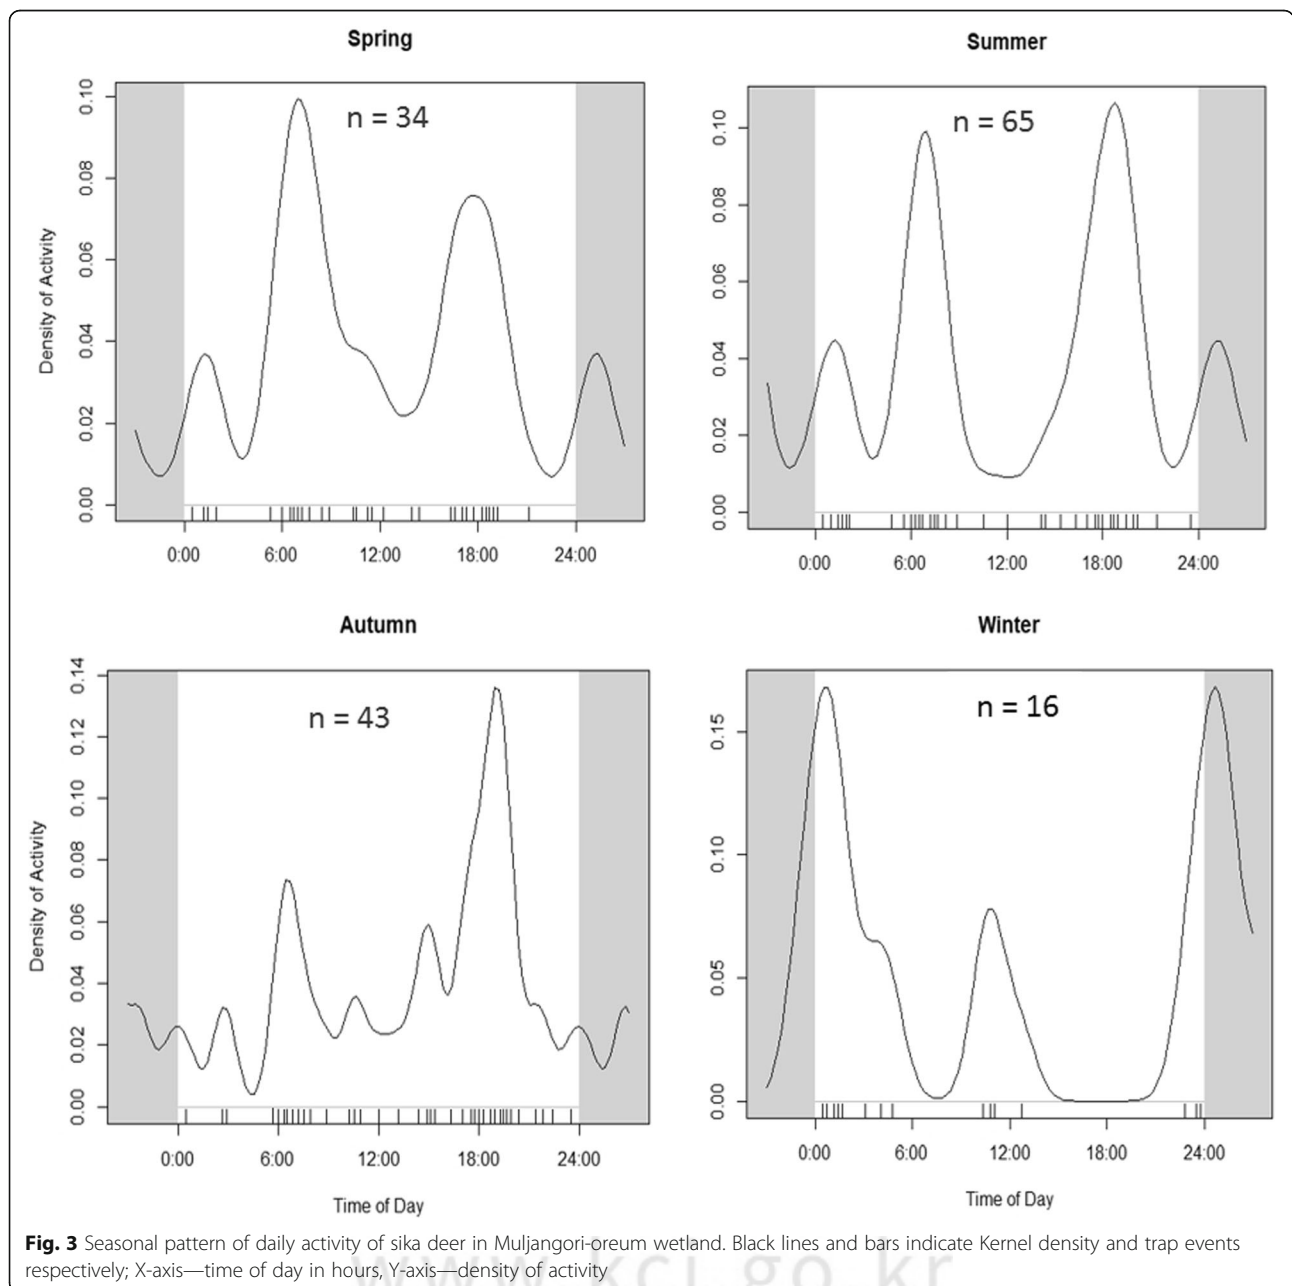 Spring
n = 34
Density of Activity
0.00 0.02 0.04 0.06 0.08 0.10
0:00 6:00 12:00 18:00 24:00
Summer
n = 65
0.00 0.02 0.04 0.06 0.08 0.10
0:00 6:00 12:00 18:00 24:00
Autumn
n = 43
Density of Activity
0.00 0.02 0.04 0.06 0.08 0.10 0.12 0.14
0:00 6:00 12:00 18:00 24:00
Time of Day
Winter
n = 16
0.00 0.05 0.10 0.15
0:00 6:00 12:00 18:00 24:00
Time of Day
Fig. 3 Seasonal pattern of daily activity of sika deer in Muljangori-oreum wetland. Black lines and bars indicate Kernel density and trap events
respectively; X-axis—time of day in hours, Y-axis—density of activity
www.kci.go.kr